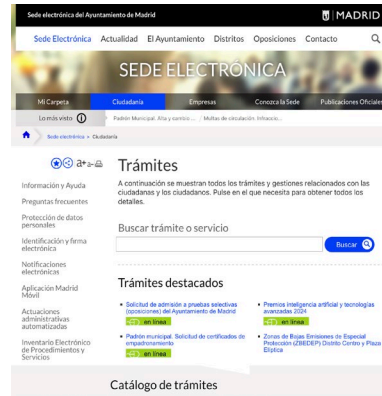 Sede electrónica del Ayuntamiento de Madrid
MADRID
Sede Electrónica Actualidad El Ayuntamiento Distritos Oposiciones Contacto
SEDE ELECTRÓNICA
Mi Carpeta Ciudadanía Empresas Conozca la Sede Publicaciones Oficiales
Lo más visto Padrón Municipal. Alta y cambio ... / Multas de circulación. Infracció...
Sede electrónica > Ciudadanía
a+ a-
Trámites
A continuación se muestran todos los trámites y gestiones relacionados con las
ciudadanas y los ciudadanos. Pulse en el que necesita para obtener todos los
detalles.
Información y Ayuda
Preguntas frecuentes
Protección de datos
personales
Identificación y firma
electrónica
Notificaciones
electrónicas
Aplicación Madrid
Móvil
Actuaciones
administrativas
automatizadas
Inventario Electrónico
de Procedimientos y
Servicios
Buscar trámite o servicio
Buscar
Trámites destacados
Solicitud de admisión a pruebas selectivas
(oposiciones) del Ayuntamiento de Madrid
en línea
Padrón municipal. Solicitud de certificados de
empadronamiento
en línea
Premios inteligencia artificial y tecnologías
avanzadas 2024
en línea
Zonas de Bajas Emisiones de Especial
Protección (ZBEDEP) Distrito Centro y Plaza
Elíptica
Catálogo de trámites